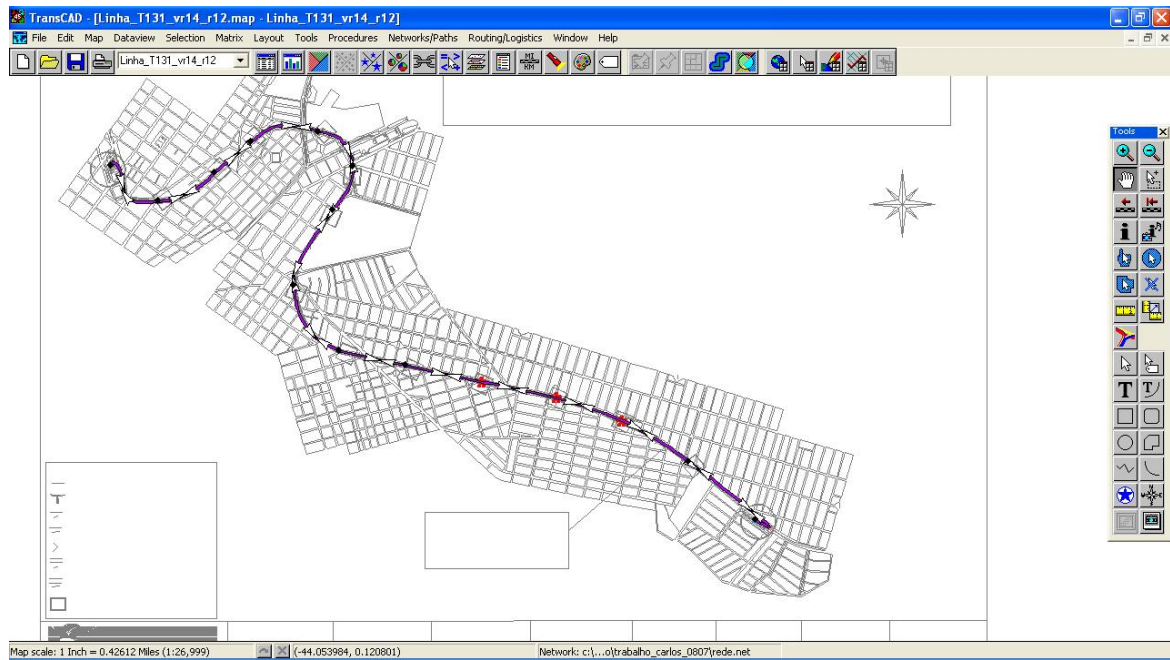 TransCAD - [Linha_T131_vr14_r12.map - Linha_T131_vr14_r12]
File Edit Map Dataview Selection Matrix Layout Tools Procedures Networks/Paths Routing/Logistics Window Help
Linha_T131_vr14_r12
MI
KM
Tools
T T
Map scale: 1 Inch = 0.42612 Miles (1:26,999) (-44.053984, 0.120801) Network: c:\...o\trabalho_carlos_0807\rede.net